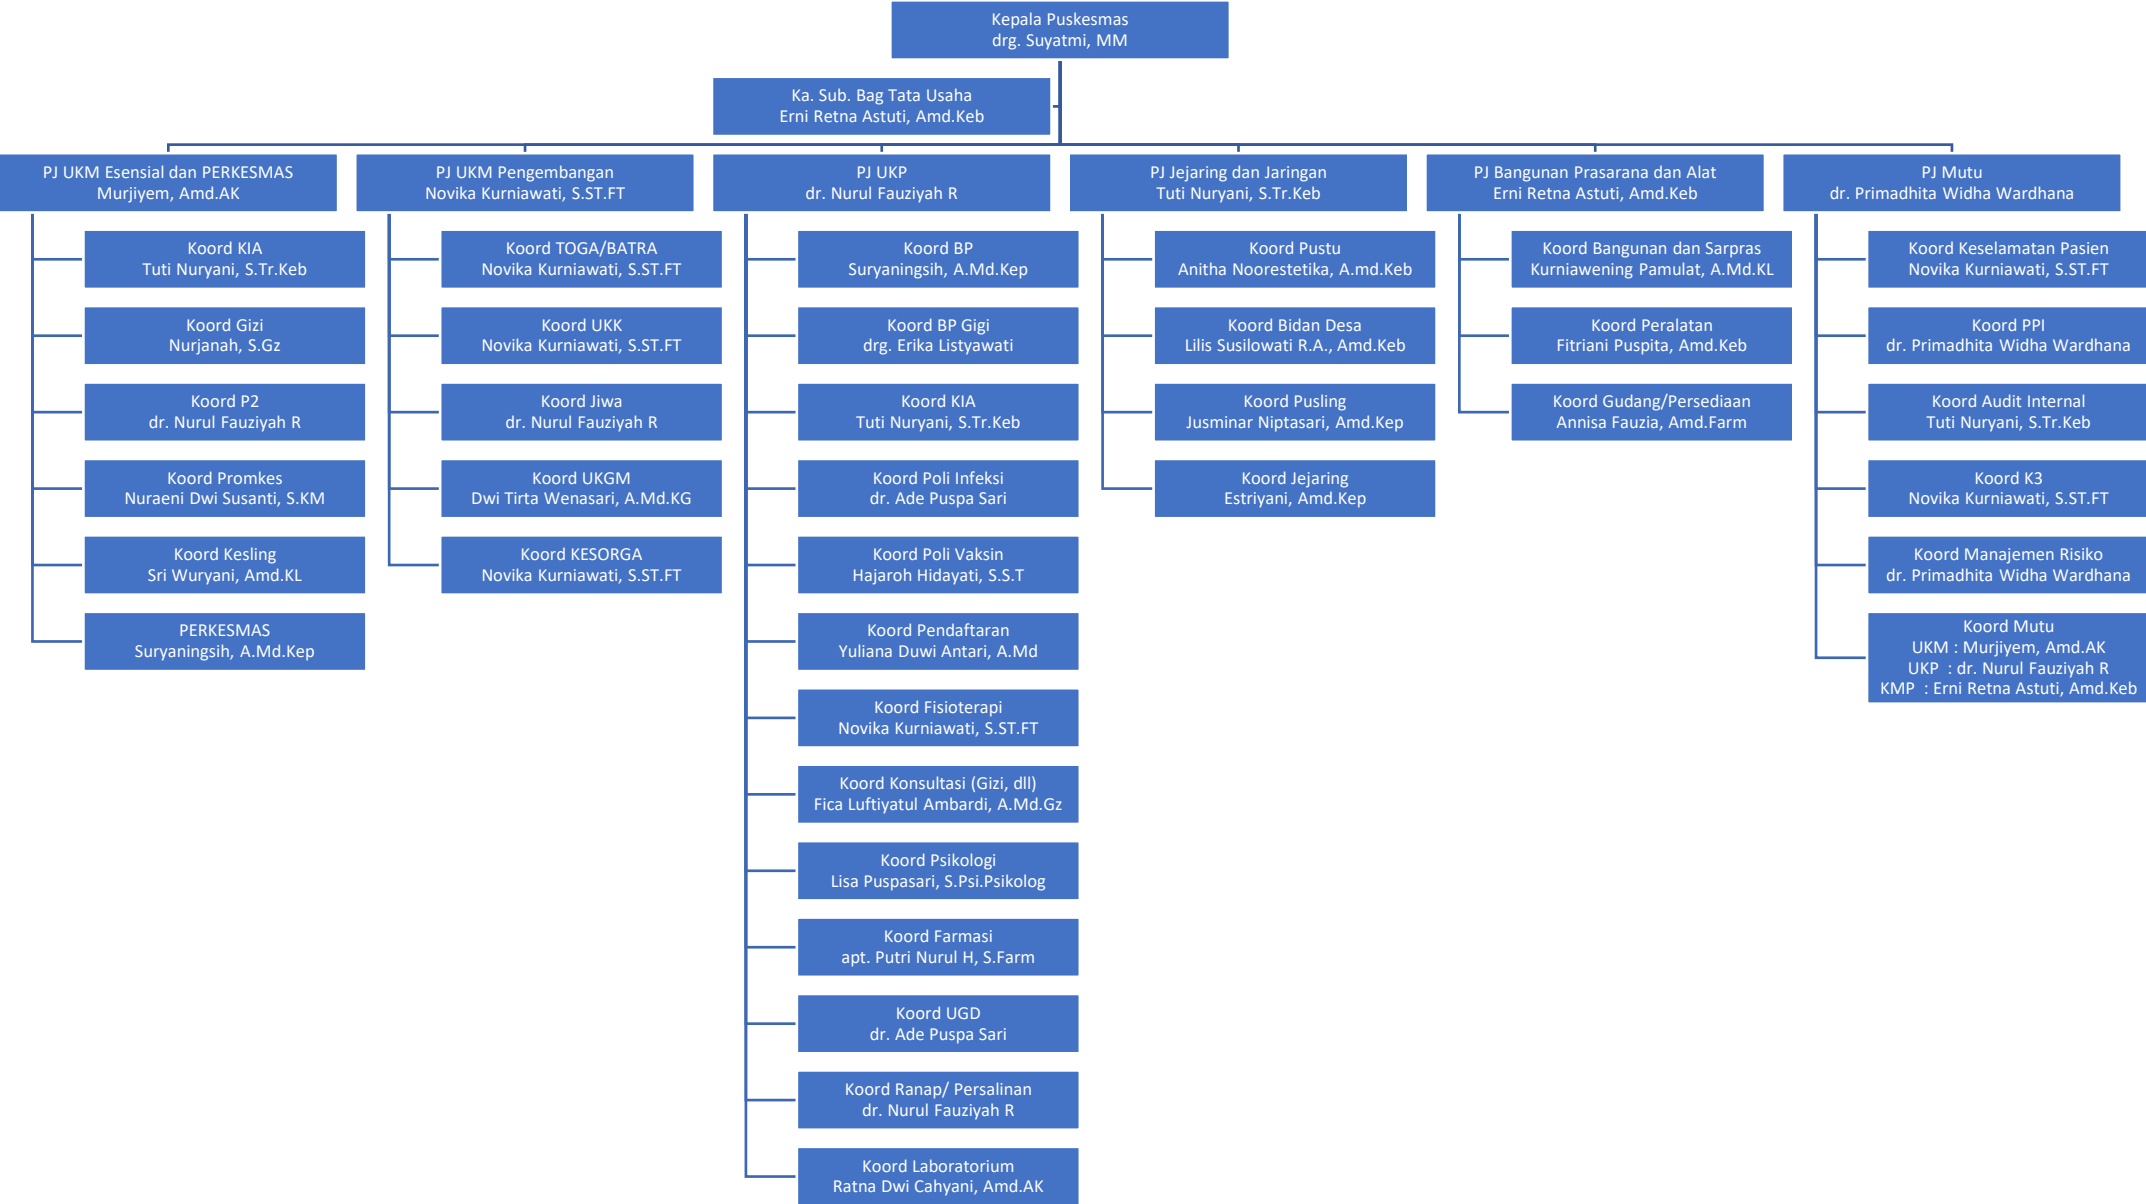 Kepala Puskesmas
drg. Suyatmi, MM
Ka. Sub. Bag Tata Usaha
Erni Retna Astuti, Amd.Keb
PJ UKM Esensial dan PERKESMAS
Murjiyem, Amd.AK
Koord KIA
Tuti Nuryani, S.Tr.Keb
Koord Gizi
Nurjanah, S.Gz
Koord P2
dr. Nurul Fauziyah R
Koord Promkes
Nuraeni Dwi Susanti, S.KM
Koord Kesling
Sri Wuryani, Amd.KL
PERKESMAS
Suryaningsih, A.Md.Kep
PJ UKM Pengembangan
Novika Kurniawati, S.ST.FT
Koord TOGA/BATRA
Novika Kurniawati, S.ST.FT
Koord UKK
Novika Kurniawati, S.ST.FT
Koord Jiwa
dr. Nurul Fauziyah R
Koord UKGM
Dwi Tirta Wenasari, A.Md.KG
Koord KESORGA
Novika Kurniawati, S.ST.FT
PJ UKP
dr. Nurul Fauziyah R
Koord BP
Suryaningsih, A.Md.Kep
Koord BP Gigi
drg. Erika Listyawati
Koord KIA
Tuti Nuryani, S.Tr.Keb
Koord Poli Infeksi
dr. Ade Puspa Sari
Koord Poli Vaksin
Hajaroh Hidayati, S.S.T
Koord Pendaftaran
Yuliana Duwi Antari, A.Md
Koord Fisioterapi
Novika Kurniawati, S.ST.FT
Koord Konsultasi (Gizi, dll)
Fica Luftiyatul Ambardi, A.Md.Gz
Koord Psikologi
Lisa Puspasari, S.Psi.Psikolog
Koord Farmasi
apt. Putri Nurul H, S.Farm
Koord UGD
dr. Ade Puspa Sari
Koord Ranap/ Persalinan
dr. Nurul Fauziyah R
Koord Laboratorium
Ratna Dwi Cahyani, Amd.AK
PJ Jejaring dan Jaringan
Tuti Nuryani, S.Tr.Keb
Koord Pustu
Anitha Noorestetika, A.md.Keb
Koord Bidan Desa
Lilis Susilowati R.A., Amd.Keb
Koord Pusling
Jusminar Niptasari, Amd.Kep
Koord Jejaring
Estriyani, Amd.Kep
PJ Bangunan Prasarana dan Alat
Erni Retna Astuti, Amd.Keb
Koord Bangunan dan Sarpras
Kurniawening Pamulat, A.Md.KL
Koord Peralatan
Fitriani Puspita, Amd.Keb
Koord Gudang/Persediaan
Annisa Fauzia, Amd.Farm
PJ Mutu
dr. Primadhita Widha Wardhana
Koord Keselamatan Pasien
Novika Kurniawati, S.ST.FT
Koord PPI
dr. Primadhita Widha Wardhana
Koord Audit Internal
Tuti Nuryani, S.Tr.Keb
Koord K3
Novika Kurniawati, S.ST.FT
Koord Manajemen Risiko
dr. Primadhita Widha Wardhana
Koord Mutu
UKM : Murjiyem, Amd.AK
UKP  : dr. Nurul Fauziyah R
KMP  : Erni Retna Astuti, Amd.Keb